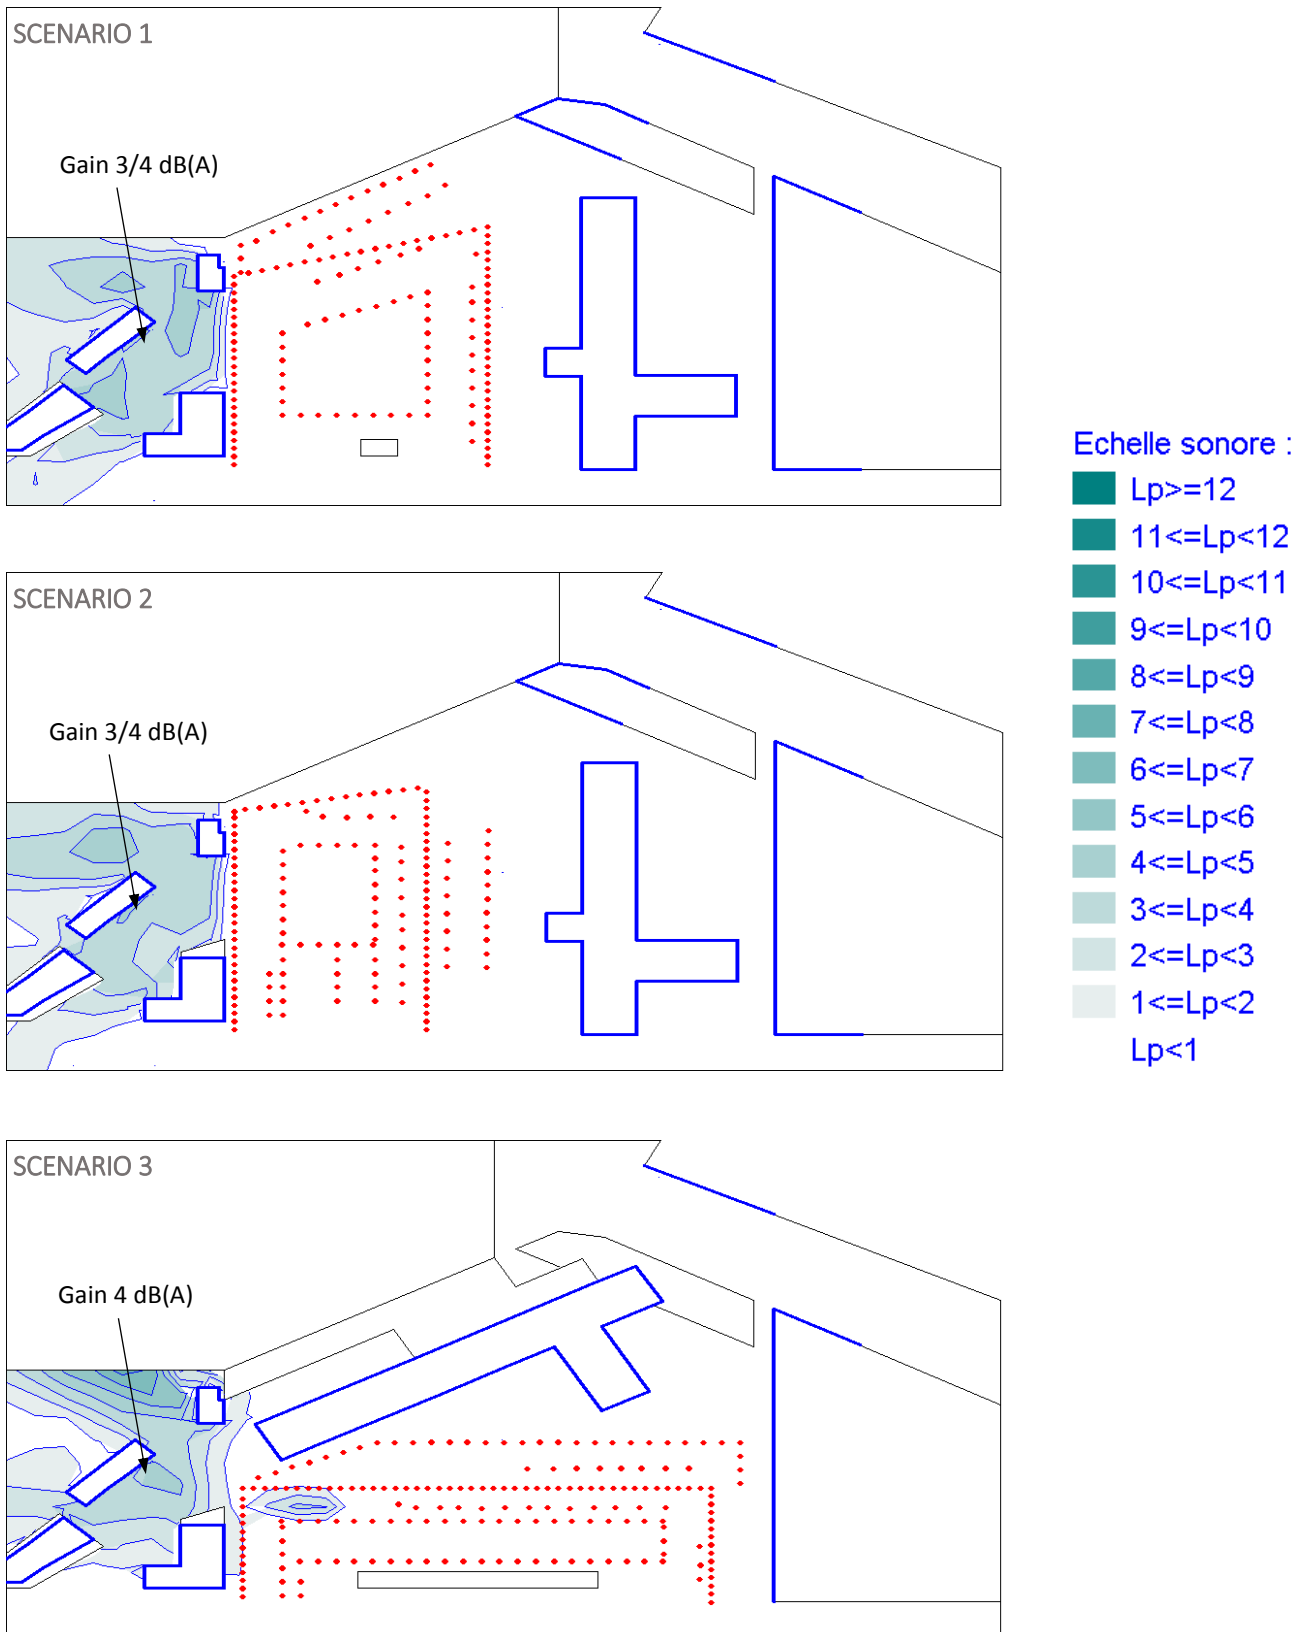 SCENARIO 1
Gain 3/4 dB(A)
SCENARIO 2
Gain 3/4 dB(A)
SCENARIO 3
Gain 4 dB(A)
Echelle sonore :
Lp>=12
11<=Lp<12
10<=Lp<11
9<=Lp<10
8<=Lp<9
7<=Lp<8
6<=Lp<7
5<=Lp<6
4<=Lp<5
3<=Lp<4
2<=Lp<3
1<=Lp<2
Lp<1